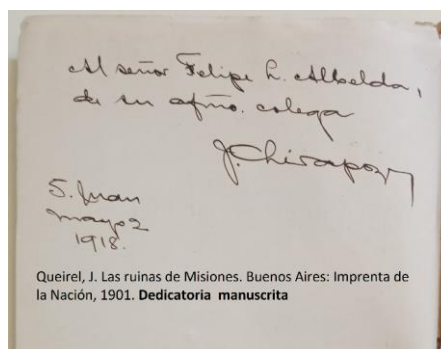 Al señor Felipe L. Albelda,
de su afmo. colega
J. Chirapozu
S. Juan
mayo 2
1918.
Queirel, J. Las ruinas de Misiones. Buenos Aires: Imprenta de
la Nación, 1901. Dedicatoria manuscrita